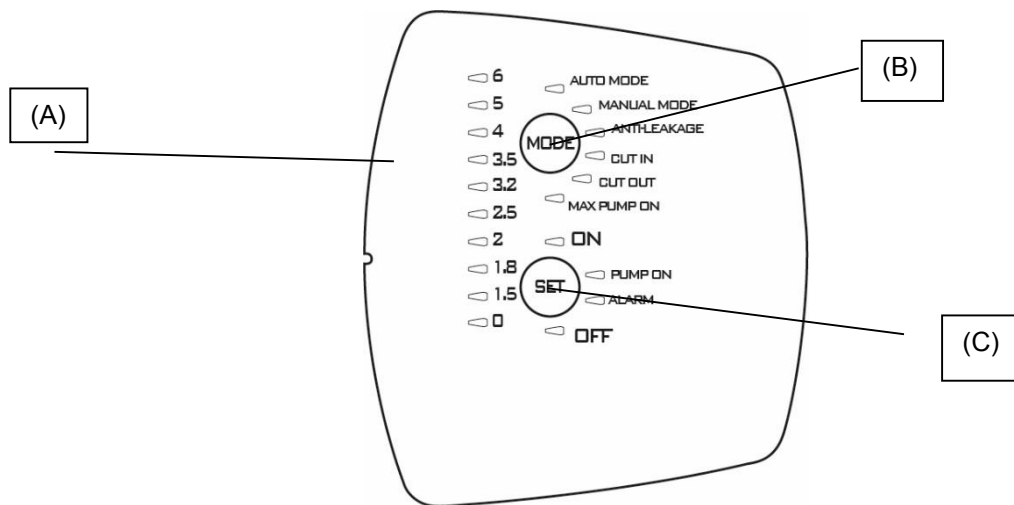 (A)
(B)
(C)
6
5
4
3.5
3.2
2.5
2
1.8
1.5
0
AUTO MODE
MANUAL MODE
ANTI-LEAKAGE
CUT IN
CUT OUT
MAX PUMP ON
MODE
ON
PUMP ON
SET
ALARM
OFF